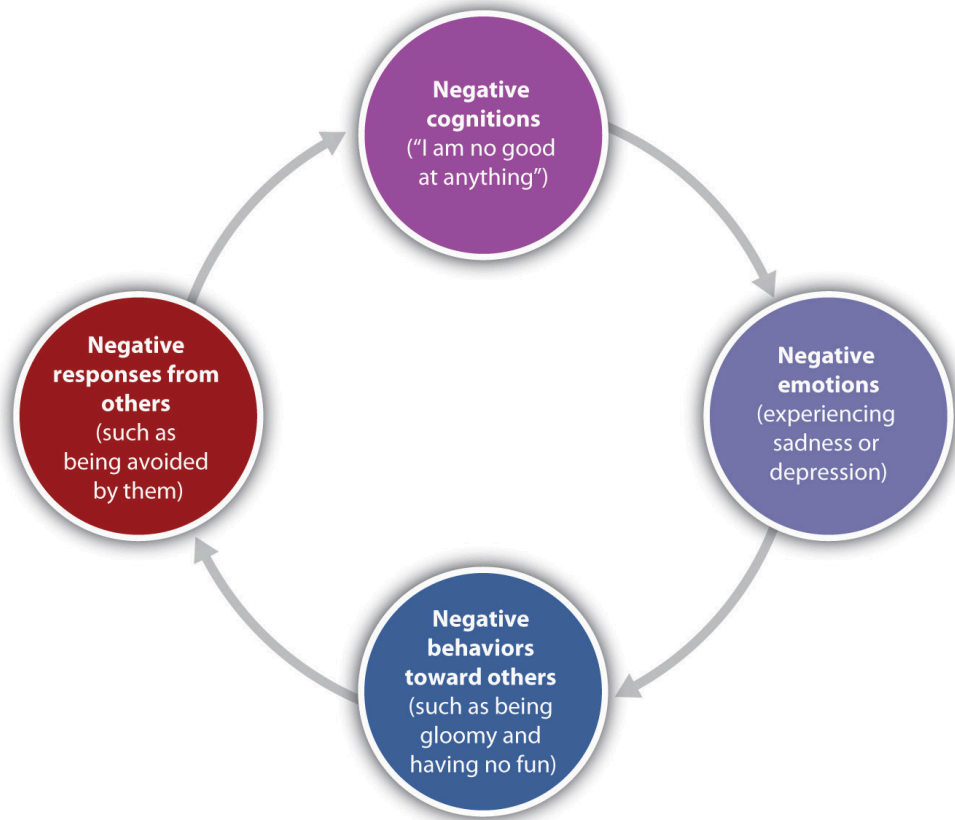 Negative
cognitions
(“I am no good
at anything”)
Negative
emotions
(experiencing
sadness or
depression)
Negative
behaviors
toward others
(such as being
gloomy and
having no fun)
Negative
responses from
others
(such as
being avoided
by them)